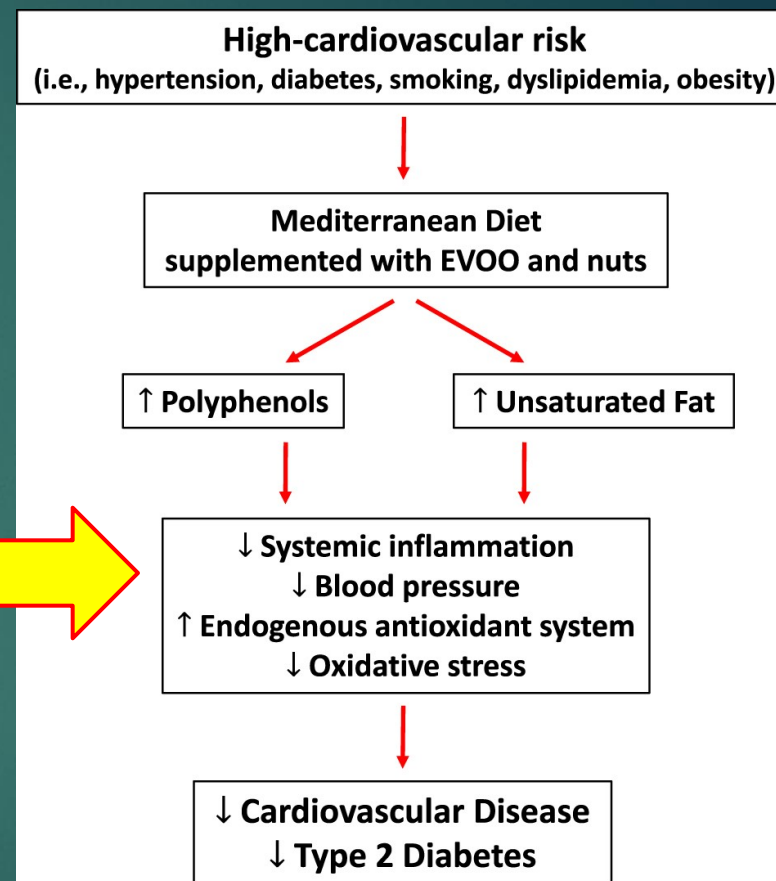 High-cardiovascular risk
(i.e., hypertension, diabetes, smoking, dyslipidemia, obesity)
Mediterranean Diet
supplemented with EVOO and nuts
↑ Polyphenols
↑ Unsaturated Fat
↓ Systemic inflammation
↓ Blood pressure
↑ Endogenous antioxidant system
↓ Oxidative stress
↓ Cardiovascular Disease
↓ Type 2 Diabetes